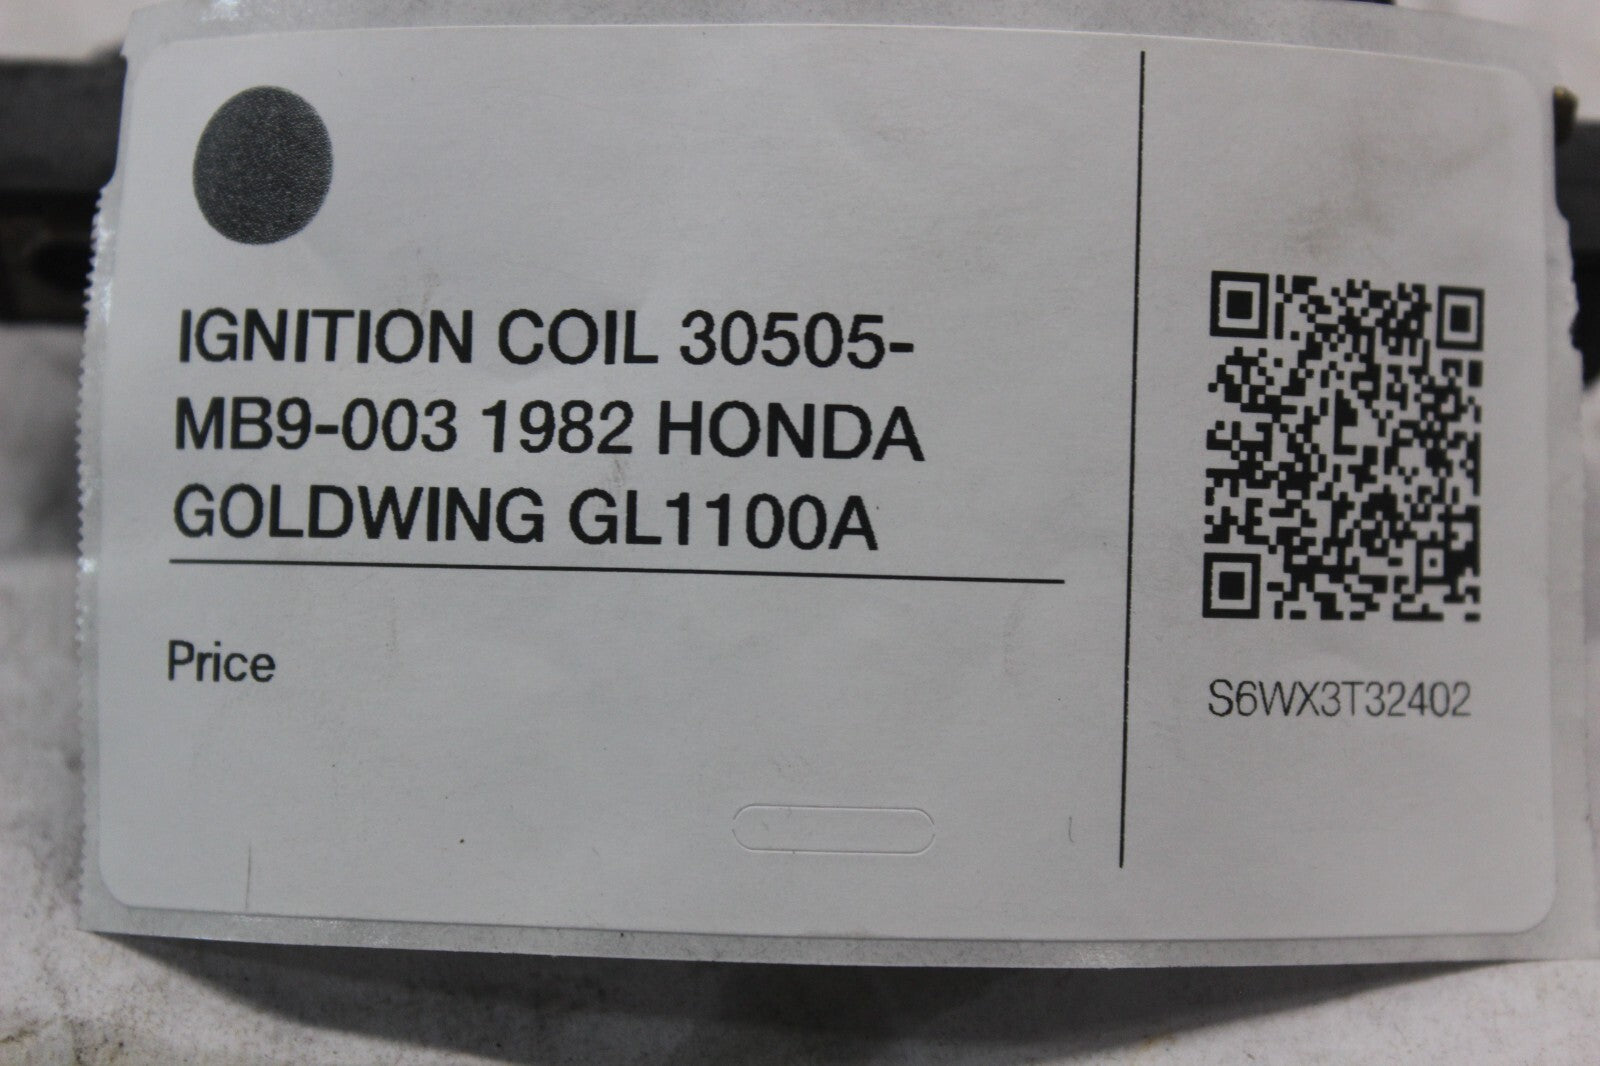 IGNITION COIL 30505-
MB9-003 1982 HONDA
GOLDWING GL1100A
Price
S6WX3T32402